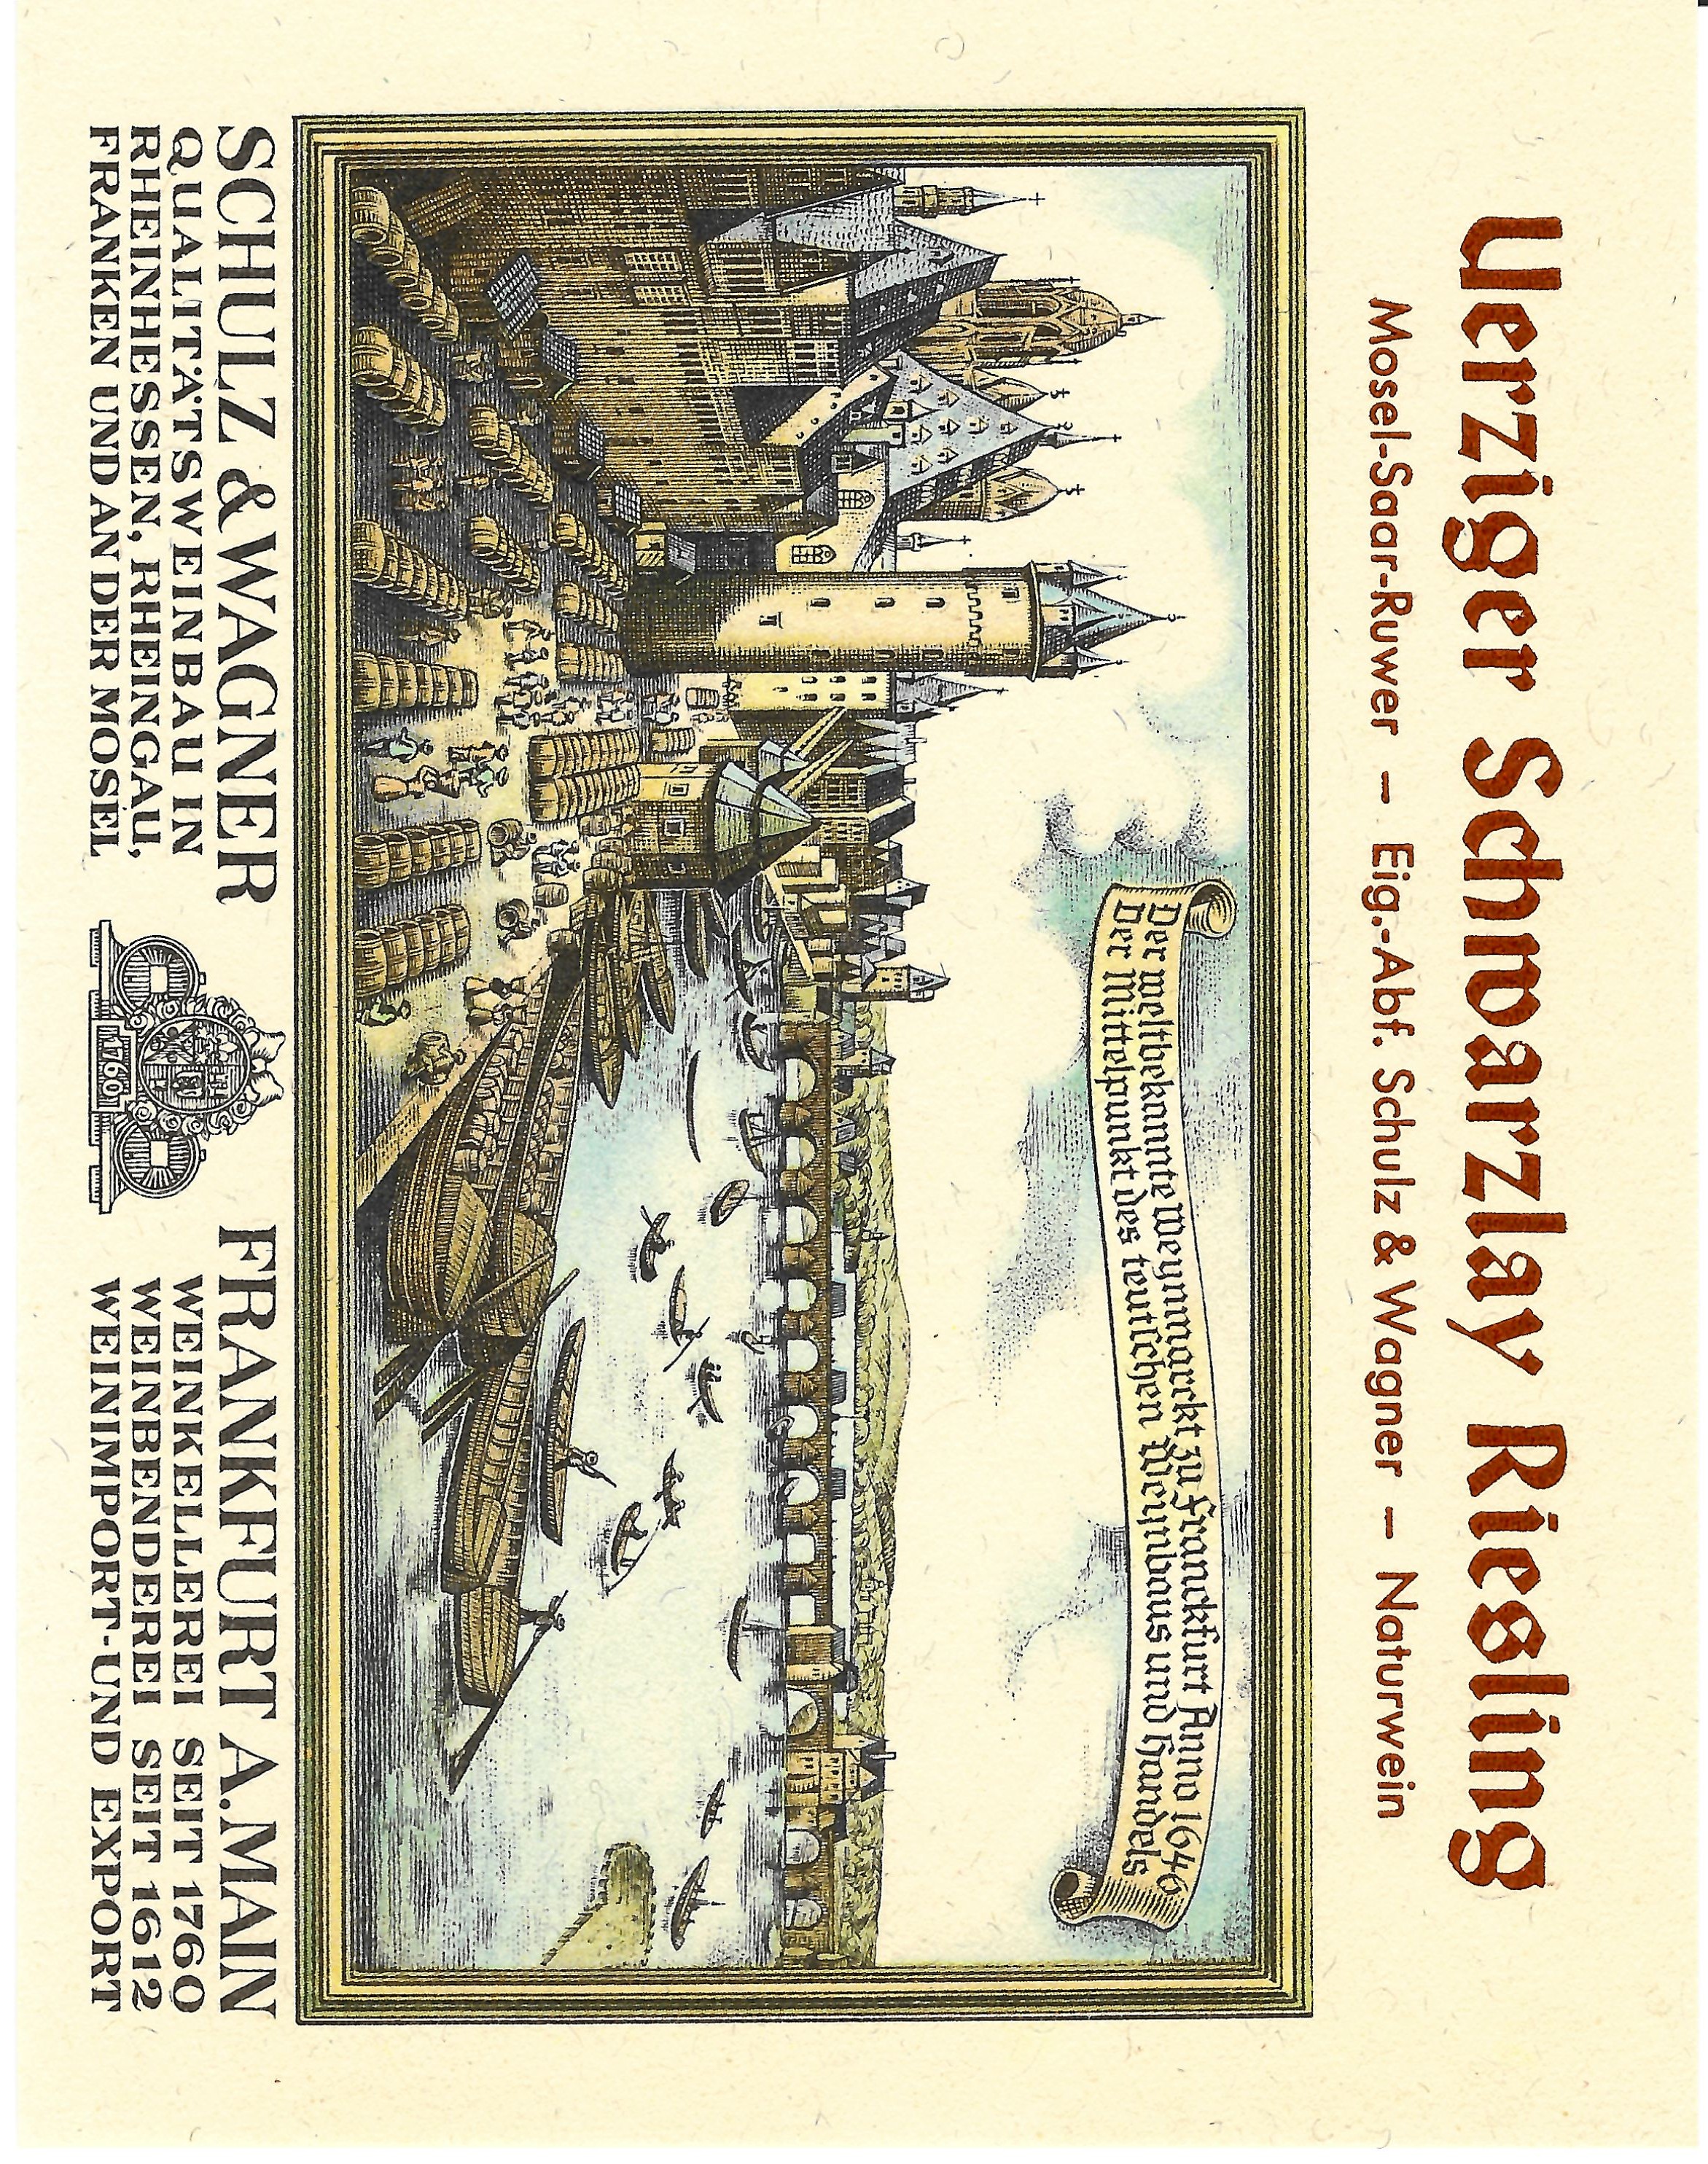 Uerziger Schwarzlay Riesling
Mosel-Saar-Ruwer – Eig.-Abf. Schulz & Wagner – Naturwein
Der weltbekannte Weynmarckt zu Franckfurt Anno 1646
Der Mittelpunkt des teutschen Weynbaus und Handels
SCHULZ & WAGNER
QUALITÄTSWEINBAU IN
RHEINHESSEN, RHEINGAU,
FRANKEN UND AN DER MOSEL
1760
FRANKFURT A. MAIN
WEINKELLEREI SEIT 1760
WEINBENDEREI SEIT 1612
WEINIMPORT-UND EXPORT